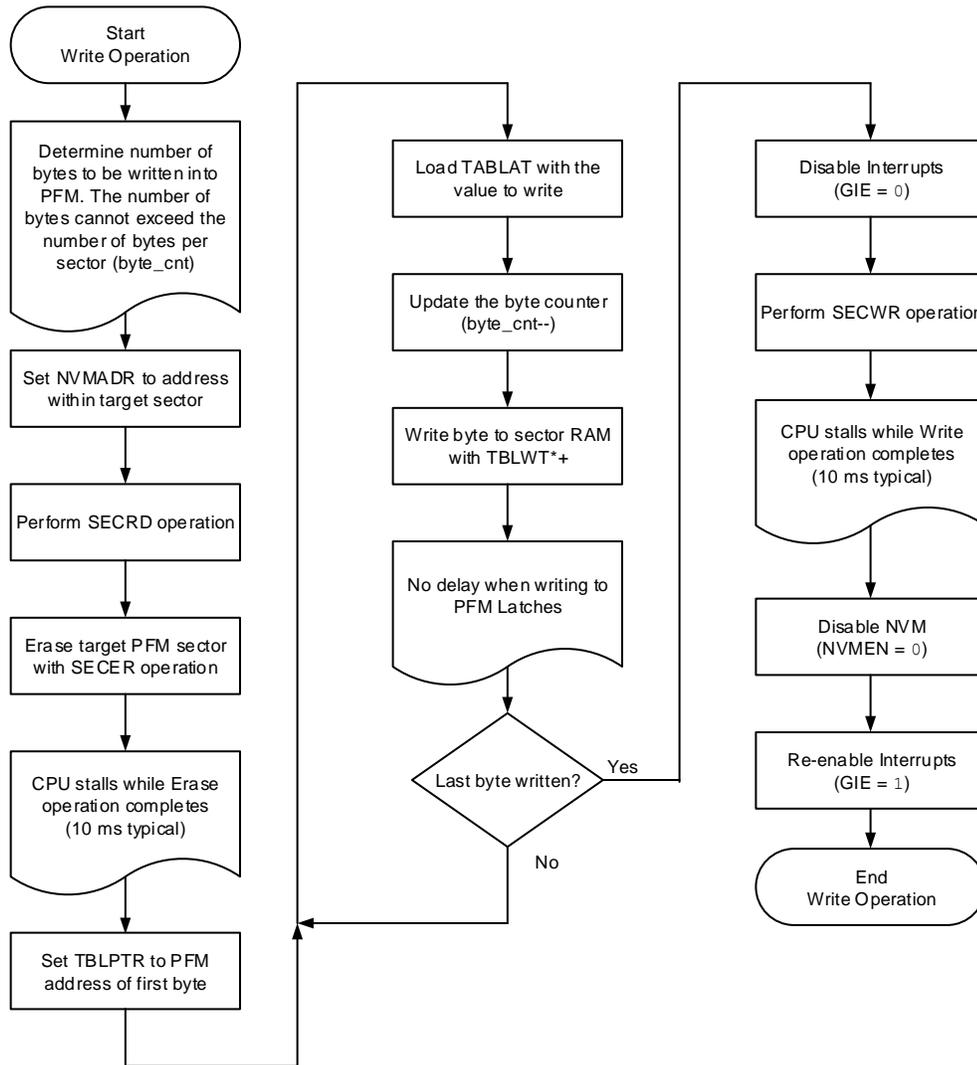 Start
Write Operation
Determine number of
bytes to be written into
PFM. The number of
bytes cannot exceed the
number of bytes per
sector (byte_cnt)
Set NVMADR to address
within target sector
Perform SECRD operation
Erase target PFM sector
with SECER operation
CPU stalls while Erase
operation completes
(10 ms typical)
Set TBLPTR to PFM
address of first byte
Load TABLAT with the
value to write
Update the byte counter
(byte_cnt--)
Write byte to sector RAM
with TBLWT*+
No delay when writing to
PFM Latches
Last byte written?
Yes
No
Disable Interrupts
(GIE = 0)
Perform SECWR operation
CPU stalls while Write
operation completes
(10 ms typical)
Disable NVM
(NVMEN = 0)
Re-enable Interrupts
(GIE = 1)
End
Write Operation